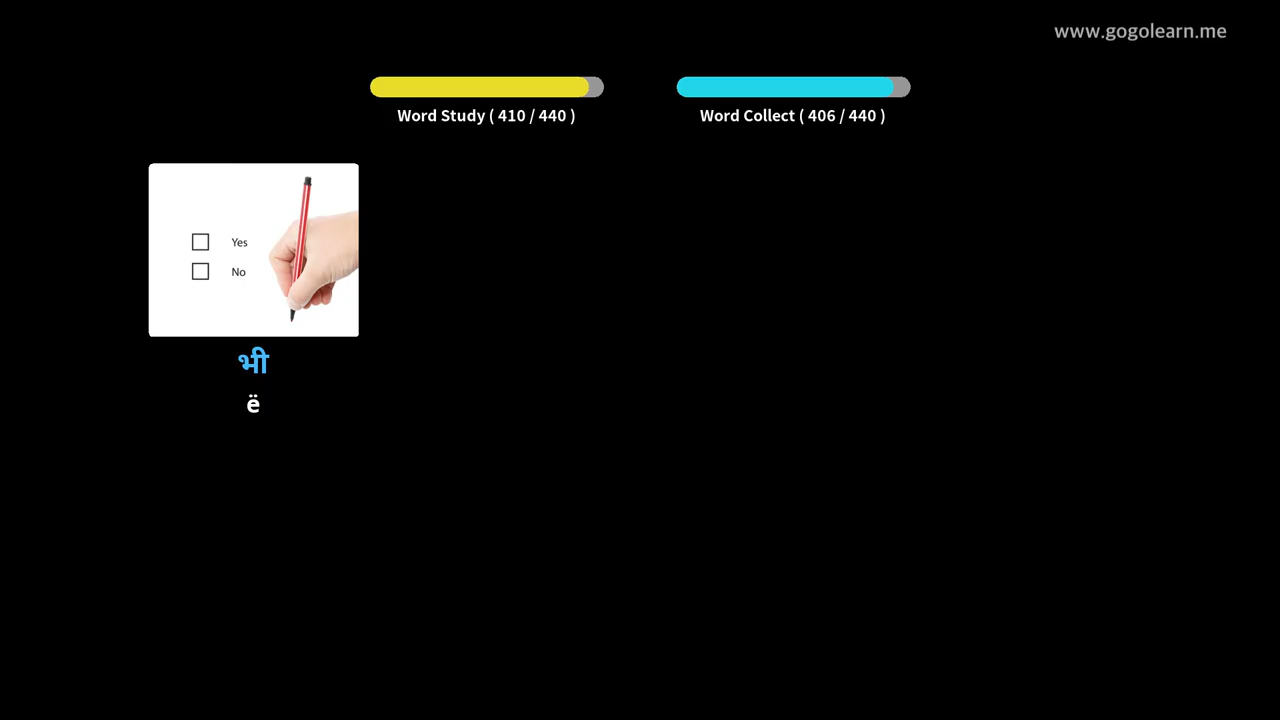 www.gogolearn.me
Word Study ( 410 / 440 )
Word Collect ( 406 / 440 )
Yes
No
भी
ë